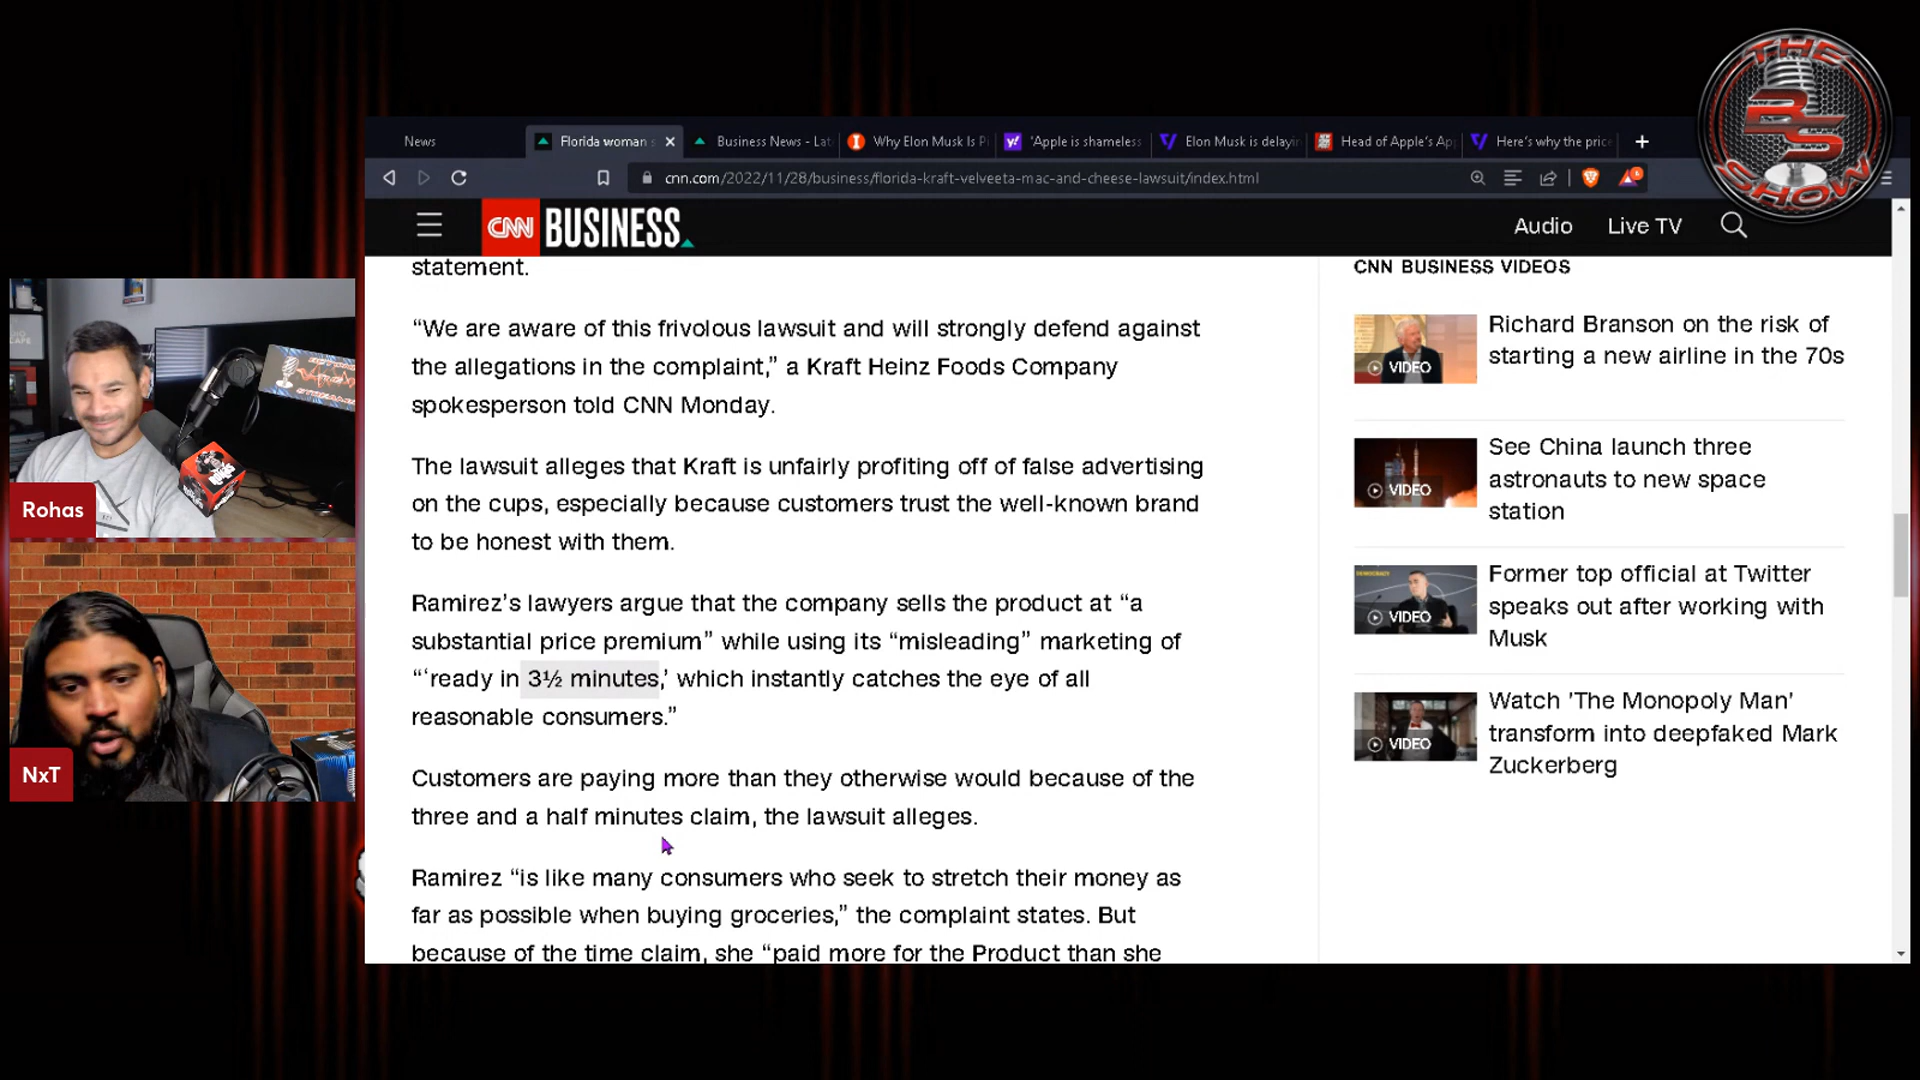 THE
BS
SHOW
News
Florida woman s
Business News - Lat
Why Elon Musk Is P
'Apple is shameless
Elon Musk is delayin
Head of Apple's Ap
Here's why the price
cnn.com/2022/11/28/business/florida-kraft-velveeta-mac-and-cheese-lawsuit/index.html
CNN BUSINESS
Audio
Live TV
statement.
“We are aware of this frivolous lawsuit and will strongly defend against
the allegations in the complaint,” a Kraft Heinz Foods Company
spokesperson told CNN Monday.
The lawsuit alleges that Kraft is unfairly profiting off of false advertising
on the cups, especially because customers trust the well-known brand
to be honest with them.
Ramirez’s lawyers argue that the company sells the product at “a
substantial price premium” while using its “misleading” marketing of
“‘ready in 3½ minutes,’ which instantly catches the eye of all
reasonable consumers.”
Customers are paying more than they otherwise would because of the
three and a half minutes claim, the lawsuit alleges.
Ramirez “is like many consumers who seek to stretch their money as
far as possible when buying groceries,” the complaint states. But
because of the time claim, she “paid more for the Product than she
CNN BUSINESS VIDEOS
VIDEO
Richard Branson on the risk of
starting a new airline in the 70s
VIDEO
See China launch three
astronauts to new space
station
VIDEO
Former top official at Twitter
speaks out after working with
Musk
VIDEO
Watch 'The Monopoly Man'
transform into deepfaked Mark
Zuckerberg
Rohas
NxT